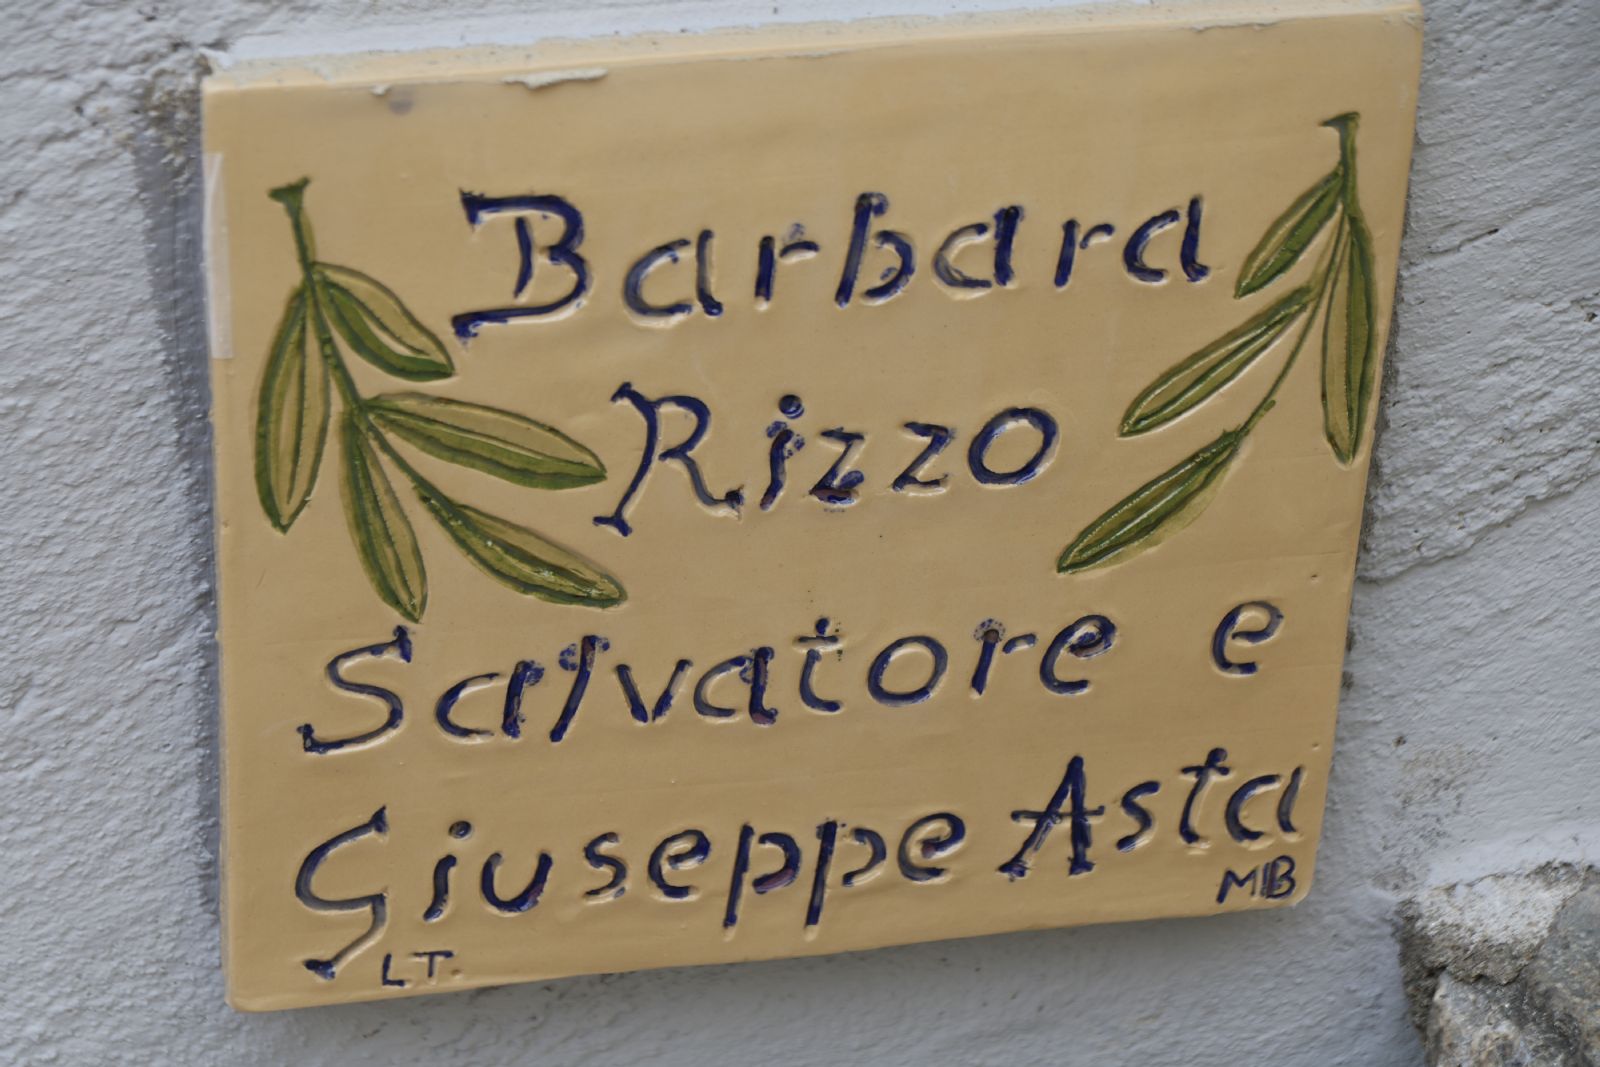 Barbara
Rizzo
Salvatore e
Giuseppe Asta
MB
LT.